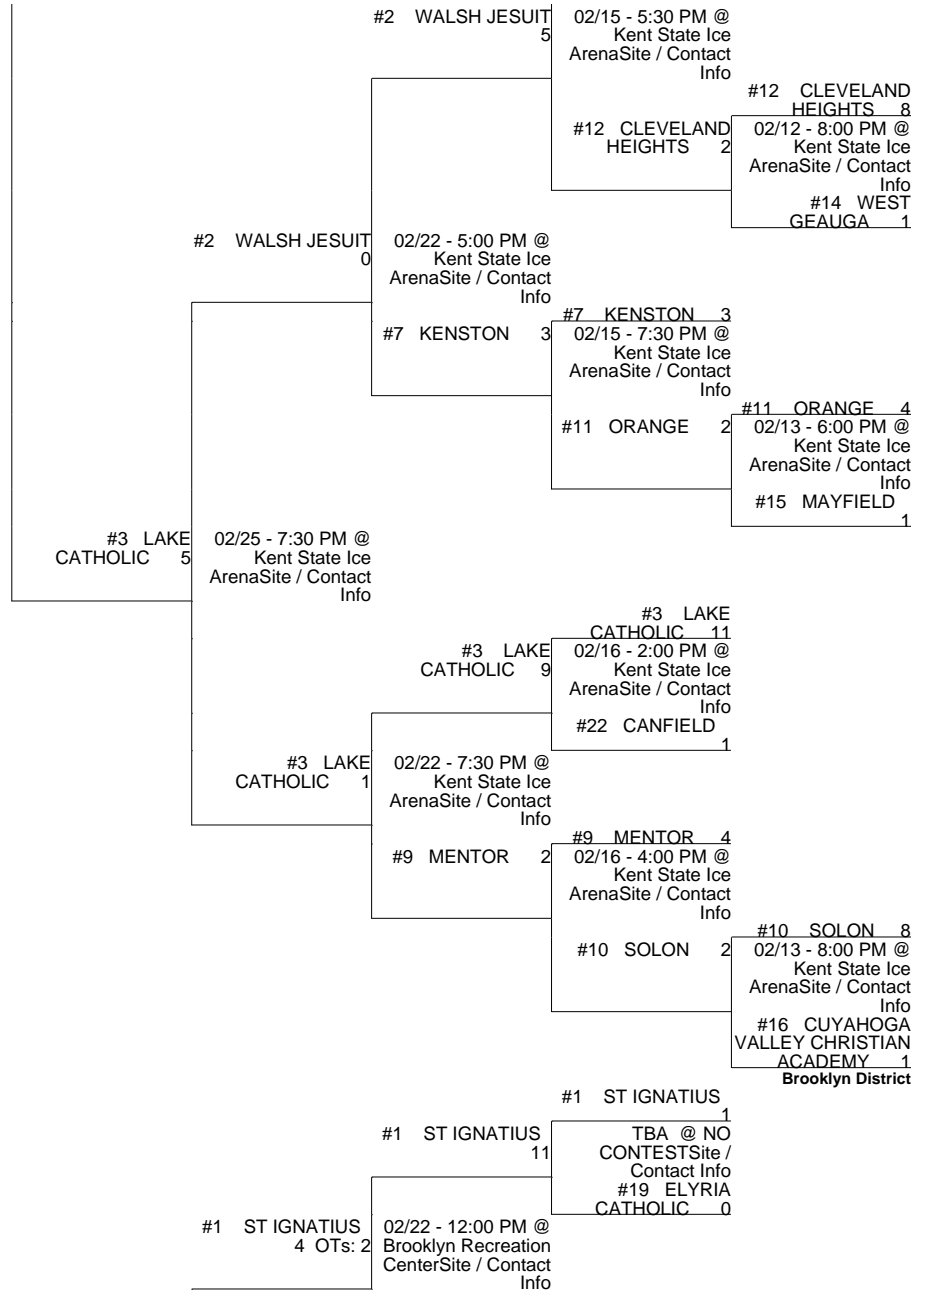 #2 WALSH JESUIT
5
02/15 - 5:30 PM @
Kent State Ice
ArenaSite / Contact
Info
#12 CLEVELAND
HEIGHTS 8
#12 CLEVELAND
HEIGHTS 2
02/12 - 8:00 PM @
Kent State Ice
ArenaSite / Contact
Info
#14 WEST
GEAUGA 1
#2 WALSH JESUIT
0
02/22 - 5:00 PM @
Kent State Ice
ArenaSite / Contact
Info
#7 KENSTON 3
#7 KENSTON 3
02/15 - 7:30 PM @
Kent State Ice
ArenaSite / Contact
Info
#11 ORANGE 4
#11 ORANGE 2
02/13 - 6:00 PM @
Kent State Ice
ArenaSite / Contact
Info
#15 MAYFIELD
1
#3 LAKE
CATHOLIC 5
02/25 - 7:30 PM @
Kent State Ice
ArenaSite / Contact
Info
#3 LAKE
CATHOLIC 11
#3 LAKE
CATHOLIC 9
02/16 - 2:00 PM @
Kent State Ice
ArenaSite / Contact
Info
#22 CANFIELD
1
#3 LAKE
CATHOLIC 1
02/22 - 7:30 PM @
Kent State Ice
ArenaSite / Contact
Info
#9 MENTOR 4
#9 MENTOR 2
02/16 - 4:00 PM @
Kent State Ice
ArenaSite / Contact
Info
#10 SOLON 8
#10 SOLON 2
02/13 - 8:00 PM @
Kent State Ice
ArenaSite / Contact
Info
#16 CUYAHOGA
VALLEY CHRISTIAN
ACADEMY 1
Brooklyn District
#1 ST IGNATIUS
1
#1 ST IGNATIUS
11
TBA @ NO
CONTESTSite /
Contact Info
#19 ELYRIA
CATHOLIC 0
#1 ST IGNATIUS
4 OTs: 2
02/22 - 12:00 PM @
Brooklyn Recreation
CenterSite / Contact
Info